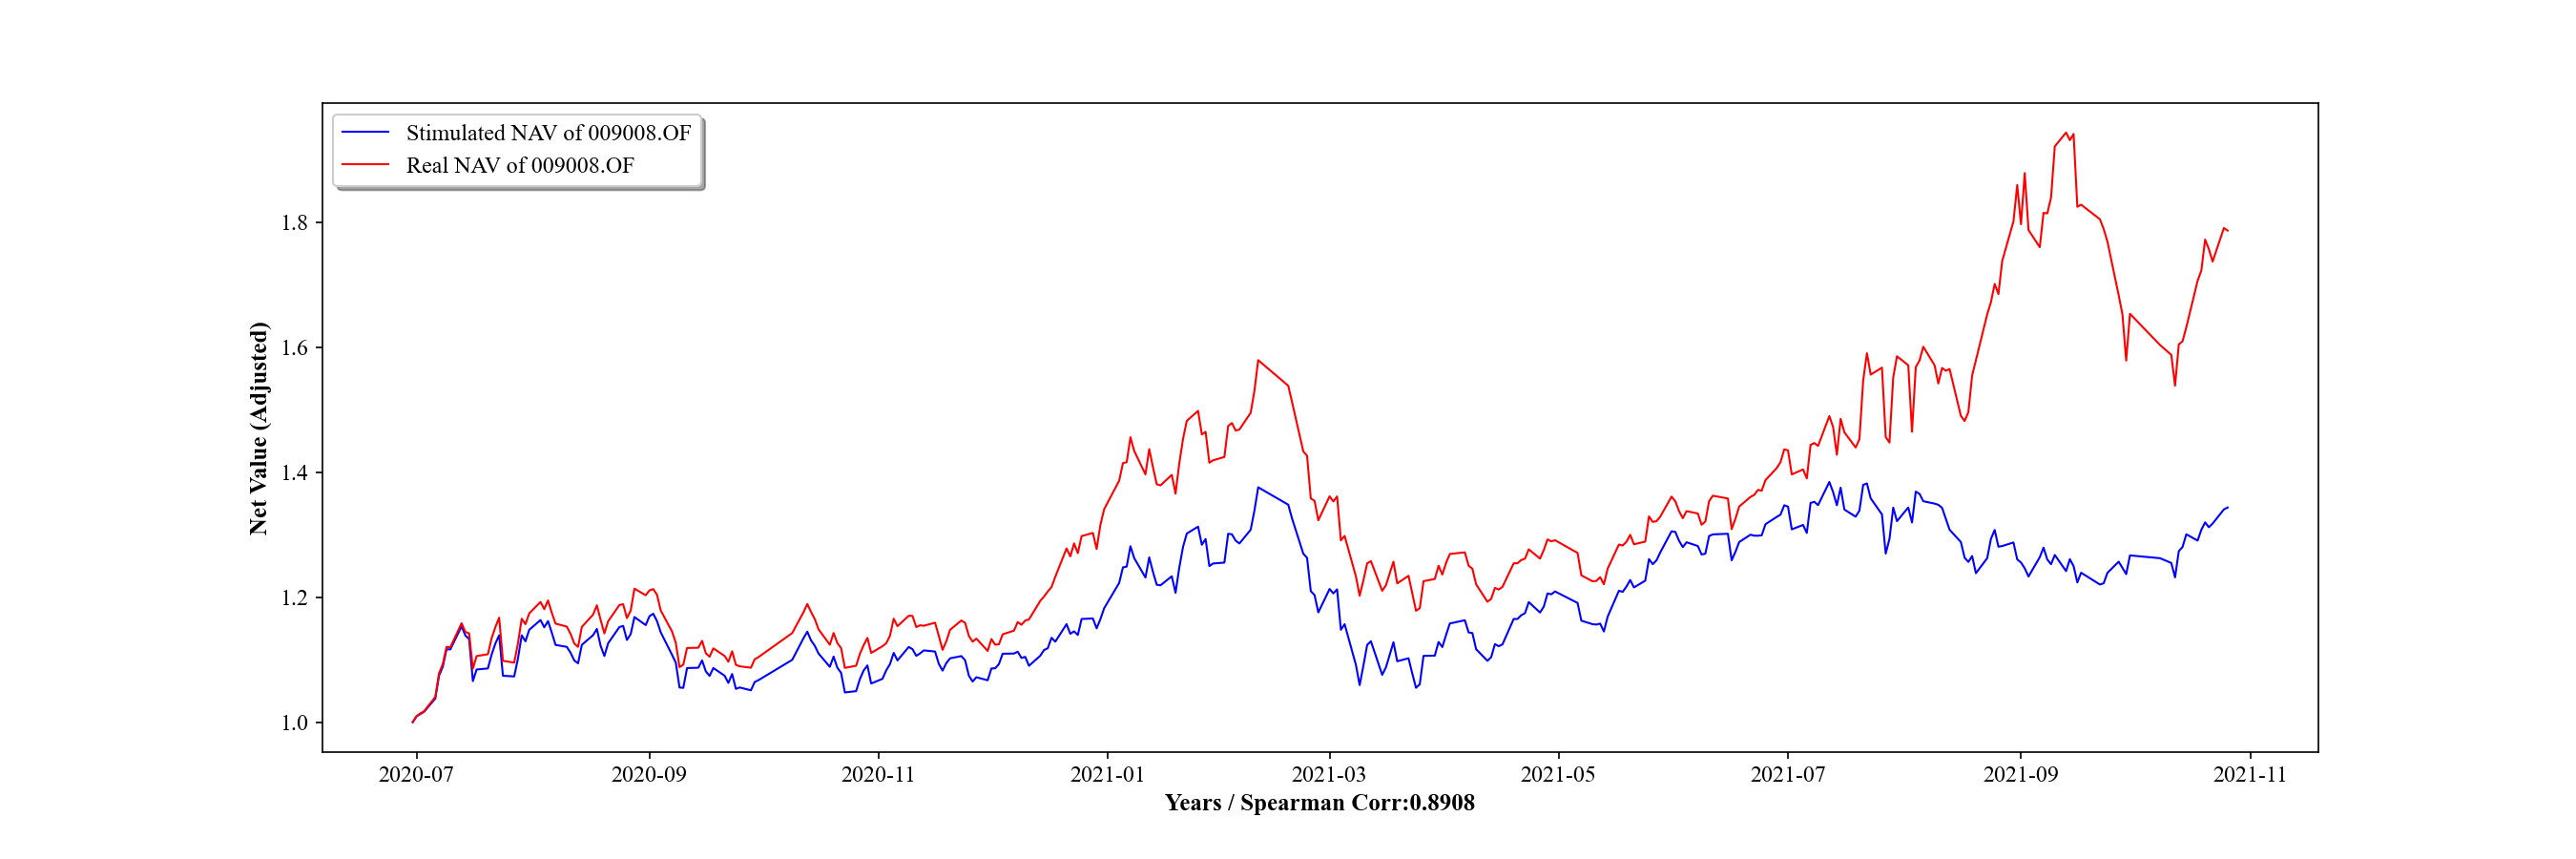 Stimulated NAV of 009008.OF
Real NAV of 009008.OF
Net Value (Adjusted)
1.8
1.6
1.4
1.2
1.0
2020-07 2020-09 2020-11 2021-01 2021-03 2021-05 2021-07 2021-09 2021-11
Years / Spearman Corr:0.8908